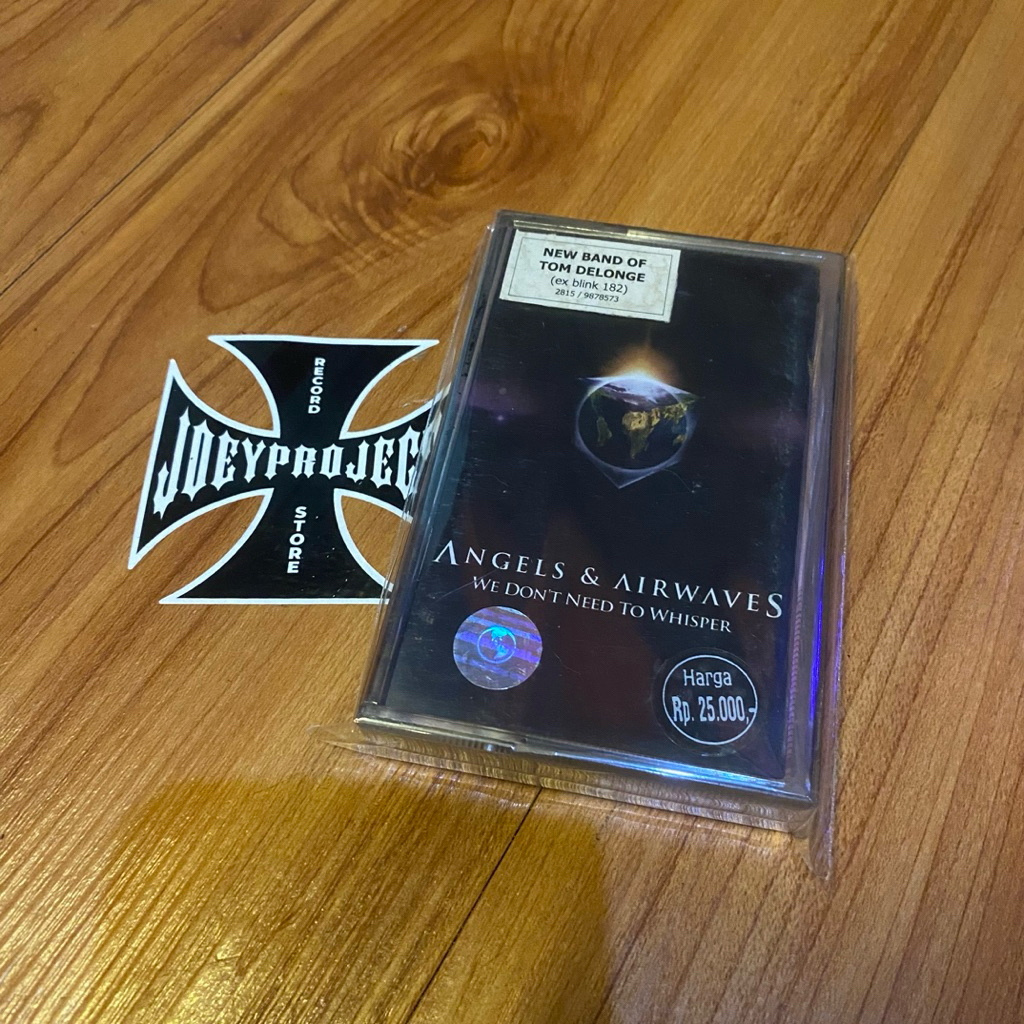 NEW BAND OF
TOM DELONGE
(ex blink 182)
2815 / 9878573
RECORD
JOEYPROJEC
STORE
ANGELS & AIRWAVES
WE DON'T NEED TO WHISPER
Harga
Rp. 25.000,-